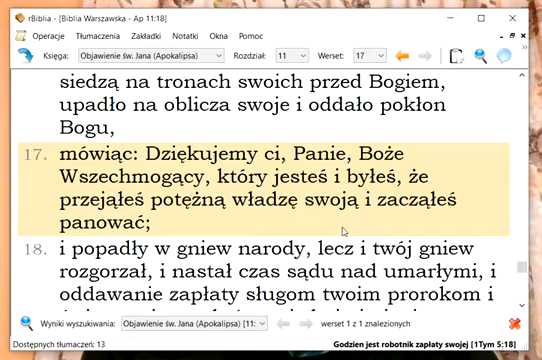 rBiblia - [Biblia Warszawska - Ap 11:18]
Operacje Tłumaczenia Zakładki Notatki Okna Pomoc
Księga: Objawienie św. Jana (Apokalipsa) Rozdział: 11 Werset: 17
siedzą na tronach swoich przed Bogiem,
upadło na oblicza swoje i oddało pokłon
Bogu,
17. mówiąc: Dziękujemy ci, Panie, Boże
Wszechmogący, który jesteś i byłeś, że
przejąłeś potężną władzę swoją i zacząłeś
panować;
18. i popadły w gniew narody, lecz i twój gniew
rozgorzał, i nastał czas sądu nad umarłymi, i
oddawanie zapłaty sługom twoim prorokom i
Wyniki wyszukiwania: Objawienie św. Jana (Apokalipsa) [11: werset 1 z 1 znalezionych
Dostępnych tłumaczeń: 13 Godzien jest robotnik zapłaty swojej [1Tym 5:18]